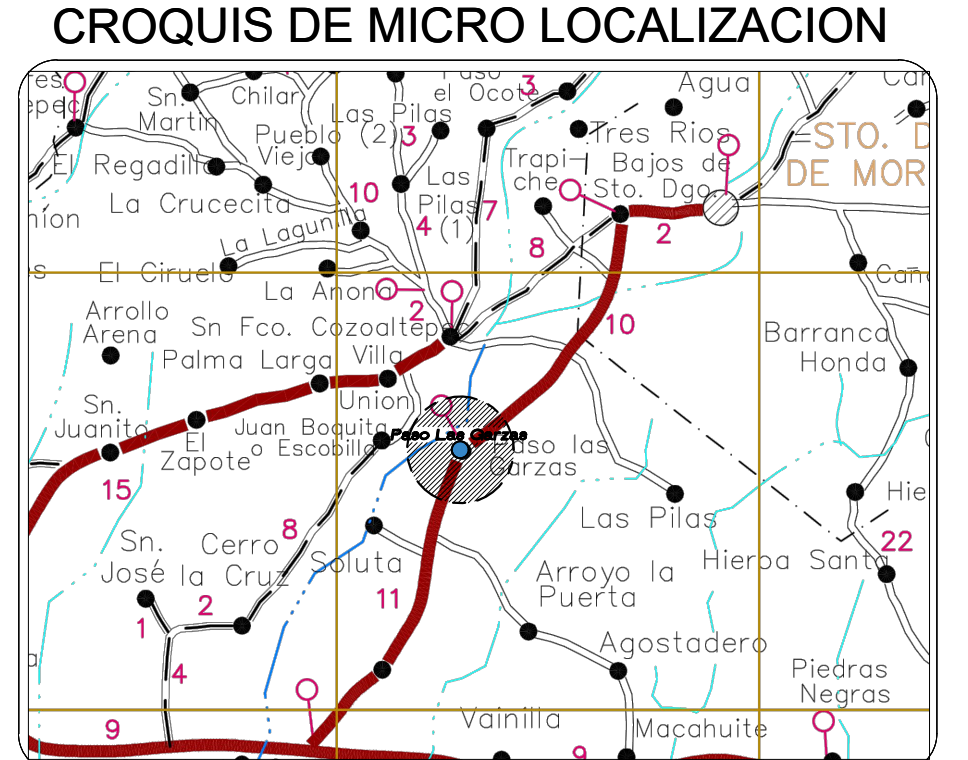 CROQUIS DE MICRO LOCALIZACION
el Ocote
3
Agua
Sn.
Martin
Chilar
Las Pilas
Pueblo (2)
3
Viejo
Tres Rios
STO. D
DE MOR
El Regadillo
Trapi-
che
Bajos de
Sto. Dgo.
La Crucecita
10
Las
Pilas
(1)
4
7
8
2
La Lagunilla
El Ciruelo
La Anona
2
Arrollo
Arena
Sn Fco. Cozoaltepec
10
Barranca
Honda
Palma Larga
Villa
Union
Sn.
Juanito
El
Zapote
Juan Boquita
o Escobilla
Paso Las Garzas
Paso las
Garzas
15
Las Pilas
Hie
8
22
Sn.
José
Cerro
la Cruz
Soluta
Hierba Santa
2
1
11
Arroyo la
Puerta
4
Agostadero
Piedras
Negras
9
Vainilla
Macahuite
9